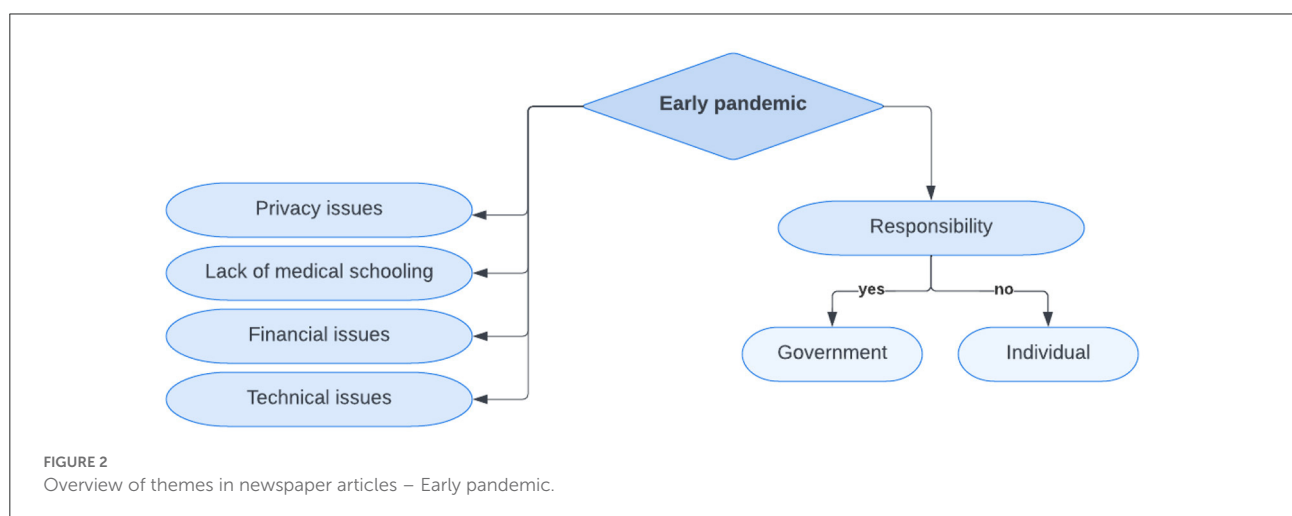 Early pandemic
Privacy issues
Lack of medical schooling
Financial issues
Technical issues
Responsibility
yes
no
Government
Individual
FIGURE 2
Overview of themes in newspaper articles – Early pandemic.